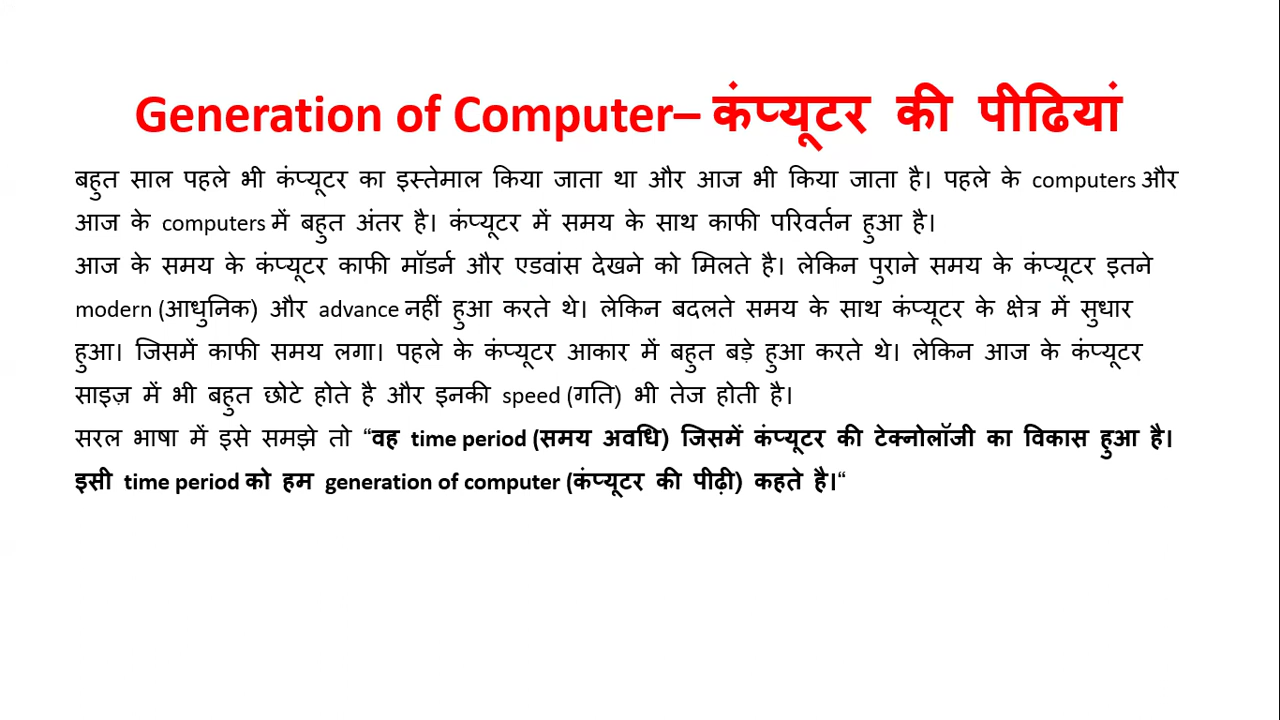 Generation of Computer– कंप्यूटर की पीढियां
बहुत साल पहले भी कंप्यूटर का इस्तेमाल किया जाता था और आज भी किया जाता है। पहले के computers और
आज के computers में बहुत अंतर है। कंप्यूटर में समय के साथ काफी परिवर्तन हुआ है।
आज के समय के कंप्यूटर काफी मॉडर्न और एडवांस देखने को मिलते है। लेकिन पुराने समय के कंप्यूटर इतने
modern (आधुनिक) और advance नहीं हुआ करते थे। लेकिन बदलते समय के साथ कंप्यूटर के क्षेत्र में सुधार
हुआ। जिसमें काफी समय लगा। पहले के कंप्यूटर आकार में बहुत बड़े हुआ करते थे। लेकिन आज के कंप्यूटर
साइज़ में भी बहुत छोटे होते है और इनकी speed (गति) भी तेज होती है।
सरल भाषा में इसे समझे तो “वह time period (समय अवधि) जिसमें कंप्यूटर की टेक्नोलॉजी का विकास हुआ है।
इसी time period को हम generation of computer (कंप्यूटर की पीढ़ी) कहते है।“